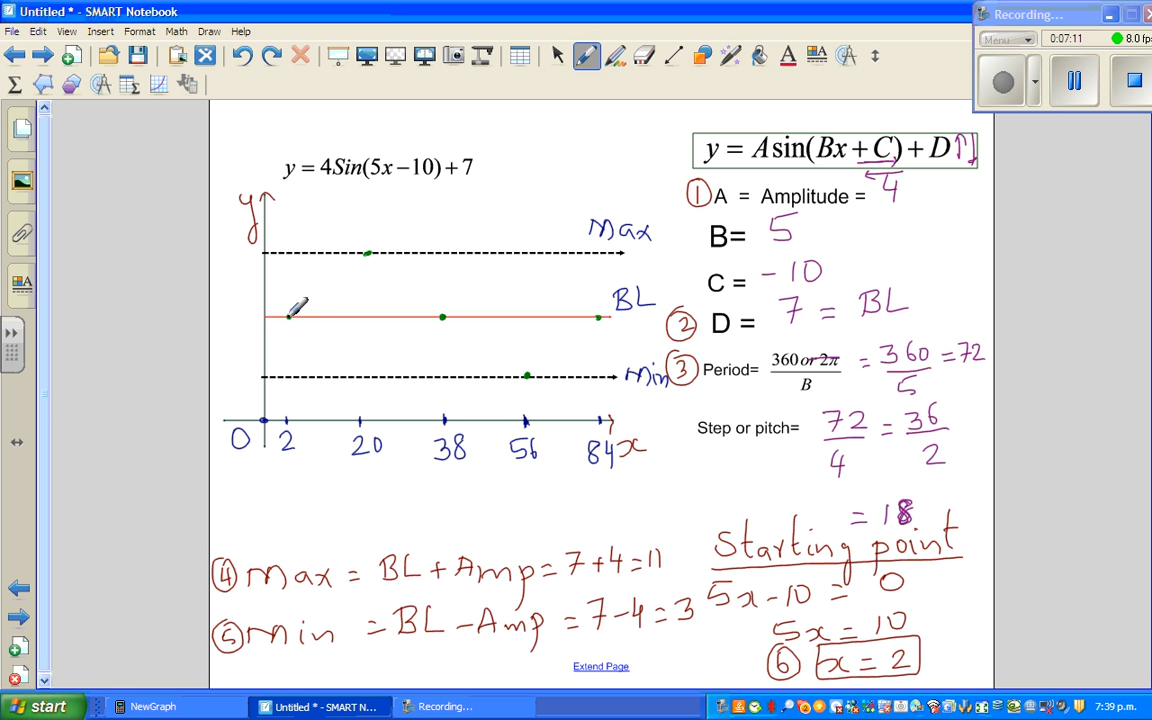 Untitled * - SMART Notebook
Recording...
File Edit View Insert Format Math Draw Help
Menu
0:07:11
8.0 fp
y = 4Sin(5x−10)+7
y = A sin(Bx + C) + D ↑↓
① A = Amplitude = 4
B= 5
C = -10
② D = 7 = BL
③ Period= 360 or 2π / B = 360/5 = 72
Step or pitch= 72/4 = 36/2
= 18
y
Max
BL
Min
0 2 20 38 56 84 x
Starting point
④ Max = BL + Amp = 7+4 = 11
5x - 10 = 0
⑤ Min = BL - Amp = 7-4 = 3
5x = 10
⑥ x = 2
Extend Page
start
NewGraph
Untitled * - SMART N...
Recording...
7:39 p.m.